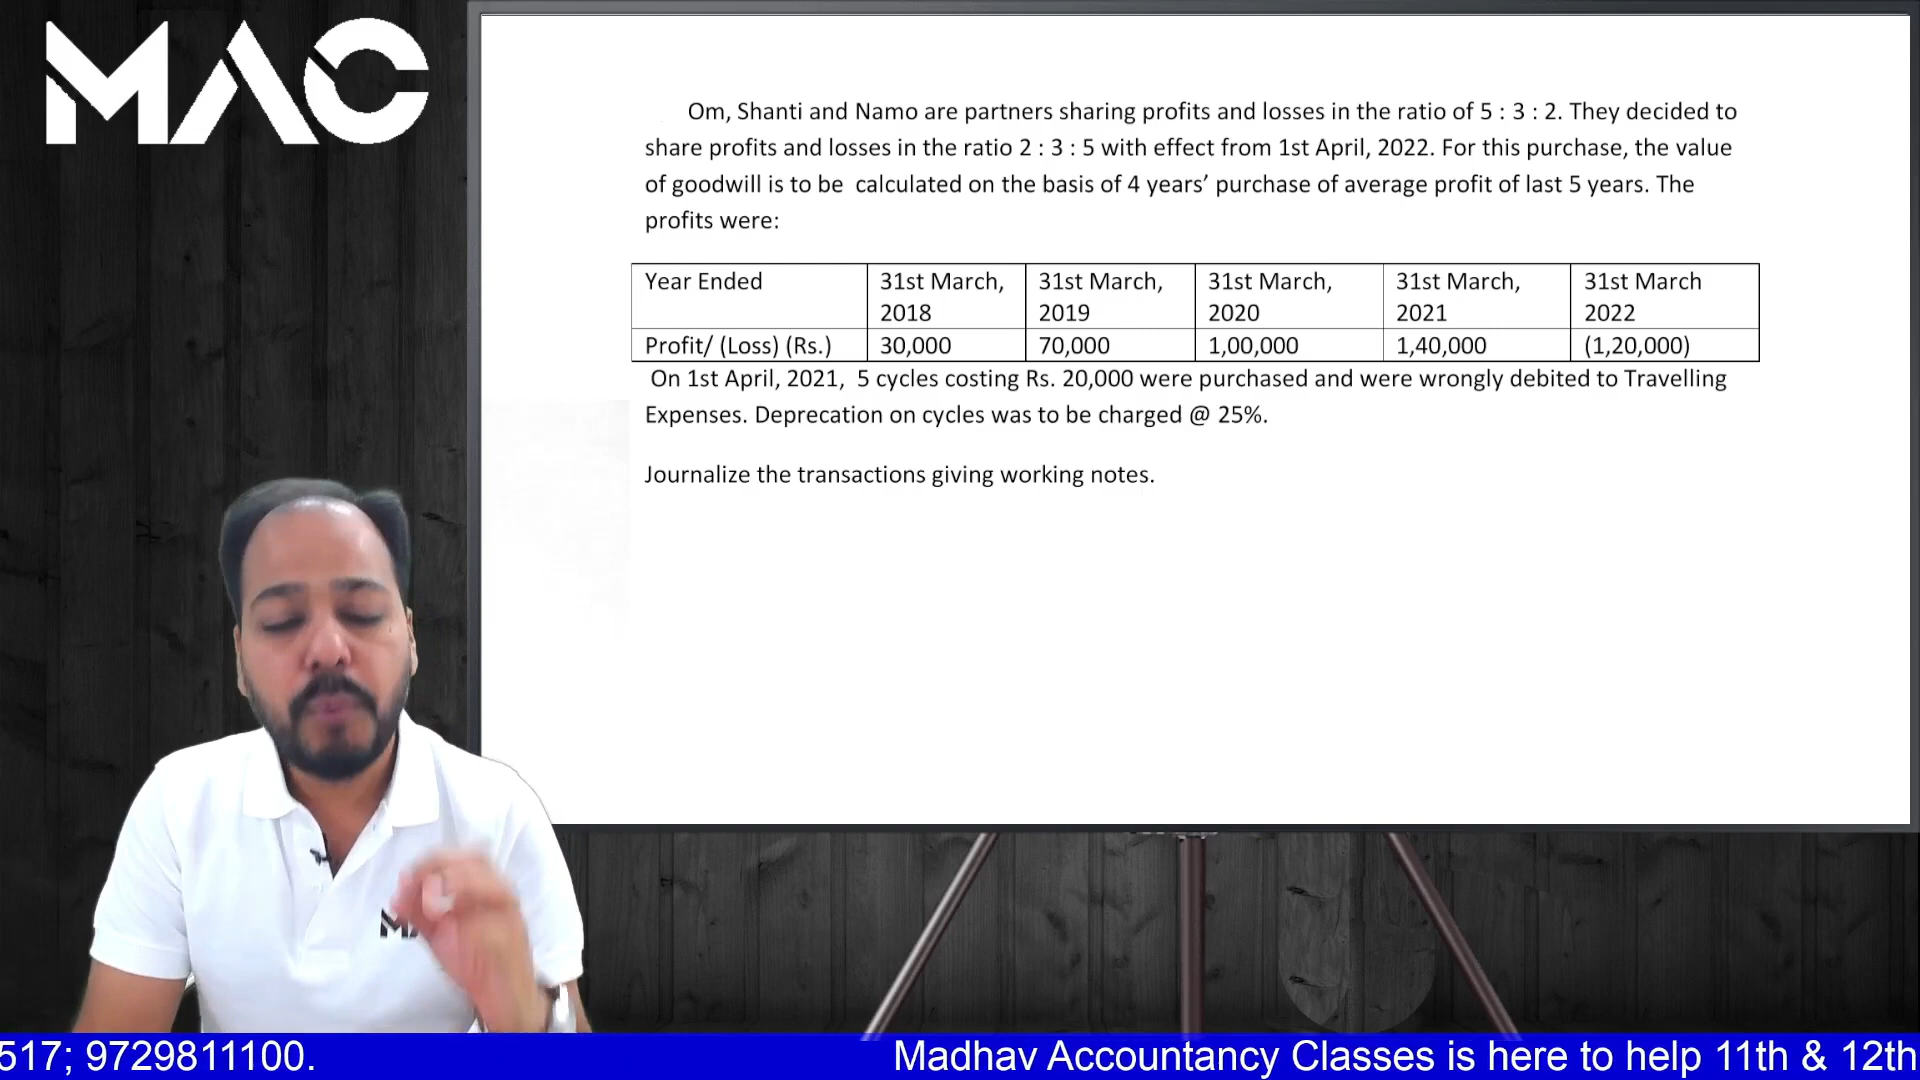 MAC
Om, Shanti and Namo are partners sharing profits and losses in the ratio of 5 : 3 : 2. They decided to
share profits and losses in the ratio 2 : 3 : 5 with effect from 1st April, 2022. For this purchase, the value
of goodwill is to be calculated on the basis of 4 years’ purchase of average profit of last 5 years. The
profits were:
Year Ended 31st March, 31st March, 31st March, 31st March, 31st March
2018 2019 2020 2021 2022
Profit/ (Loss) (Rs.) 30,000 70,000 1,00,000 1,40,000 (1,20,000)
On 1st April, 2021, 5 cycles costing Rs. 20,000 were purchased and were wrongly debited to Travelling
Expenses. Deprecation on cycles was to be charged @ 25%.
Journalize the transactions giving working notes.
517; 9729811100. Madhav Accountancy Classes is here to help 11th & 12th